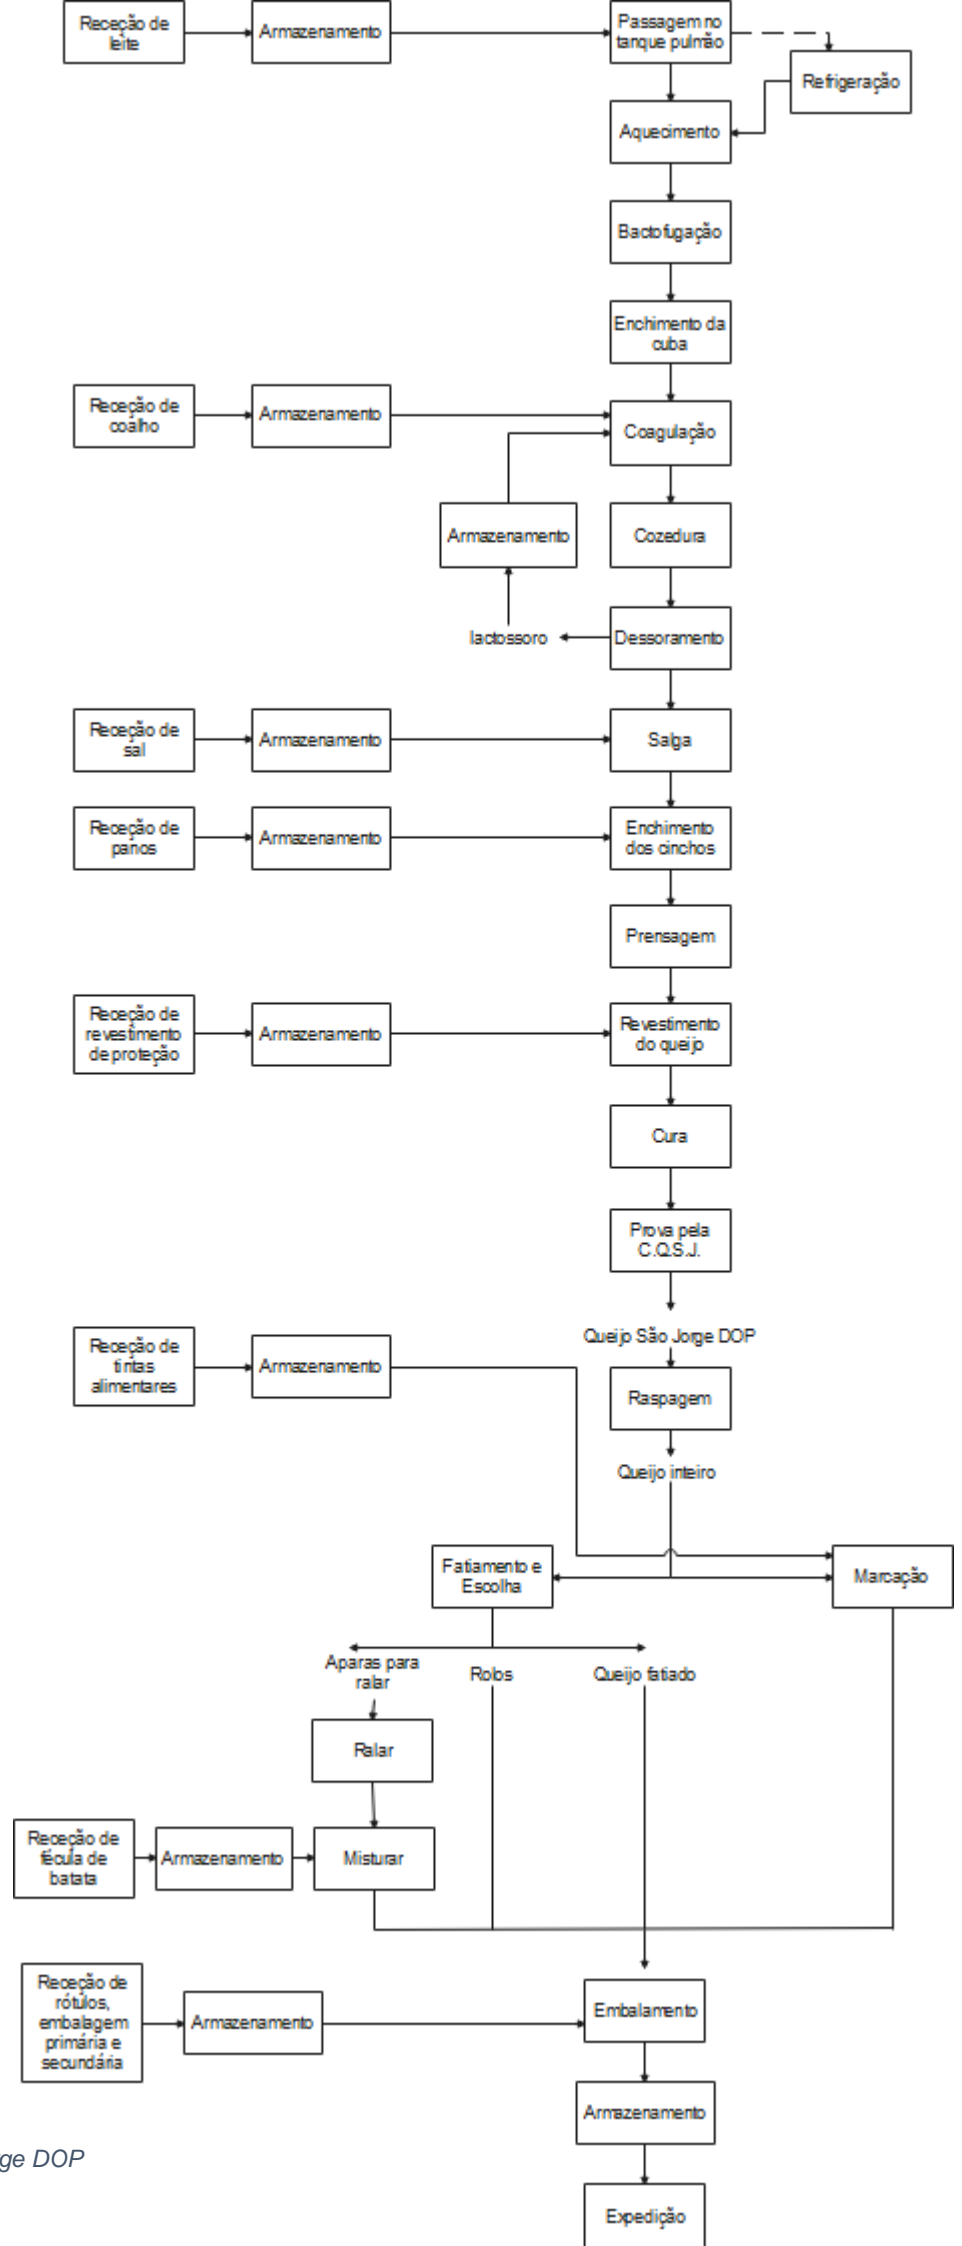 Receção de
leite
Armazenamento
Passagem no
tanque pulmão
Refrigeração
Aquecimento
Bactofugação
Enchimento da
cuba
Receção de
coalho
Armazenamento
Coagulação
Armazenamento
Cozedura
lactossoro
Dessoramento
Receção de
sal
Armazenamento
Salga
Receção de
panos
Armazenamento
Enchimento
dos cinchos
Prensagem
Receção de
revestimento
de proteção
Armazenamento
Revestimento
do queijo
Cura
Prova pela
C.Q.S.J.
Queijo São Jorge DOP
Receção de
tintas
alimentares
Armazenamento
Raspagem
Queijo inteiro
Fatiamento e
Escolha
Marcação
Aparas para
ralar
Rolos
Queijo fatiado
Ralar
Receção de
fécula de
batata
Armazenamento
Misturar
Receção de
rótulos,
embalagem
primária e
secundária
Armazenamento
Embalamento
Armazenamento
rge DOP
Expedição